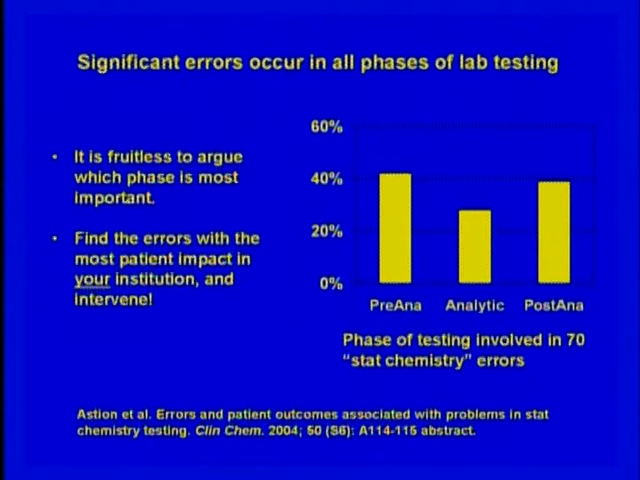 Significant errors occur in all phases of lab testing
• It is fruitless to argue
which phase is most
important.
• Find the errors with the
most patient impact in
your institution, and
intervene!
60%
40%
20%
0%
PreAna Analytic PostAna
Phase of testing involved in 70
“stat chemistry” errors
Astion et al. Errors and patient outcomes associated with problems in stat
chemistry testing. Clin Chem. 2004; 50 (S6): A114-115 abstract.